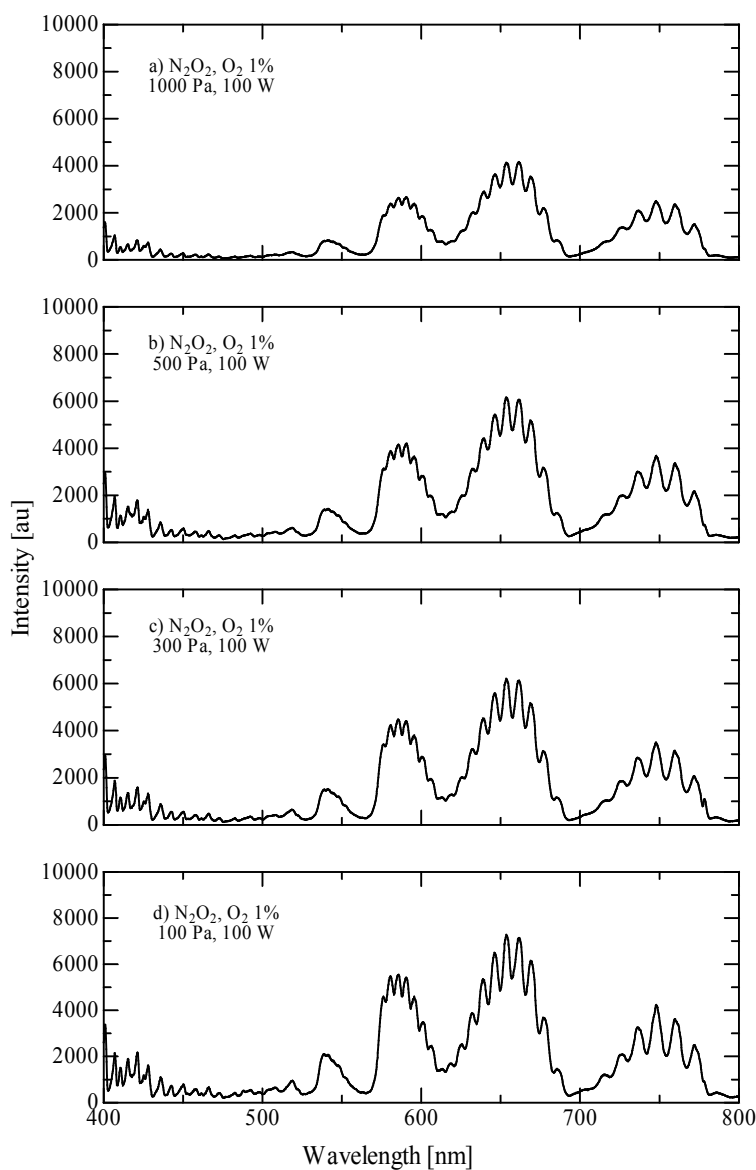 10000
8000
6000
4000
2000
0
a) N₂O₂, O₂ 1%
1000 Pa, 100 W
10000
8000
6000
4000
2000
0
b) N₂O₂, O₂ 1%
500 Pa, 100 W
Intensity [au]
10000
8000
6000
4000
2000
0
c) N₂O₂, O₂ 1%
300 Pa, 100 W
10000
8000
6000
4000
2000
0
d) N₂O₂, O₂ 1%
100 Pa, 100 W
400 500 600 700 800
Wavelength [nm]